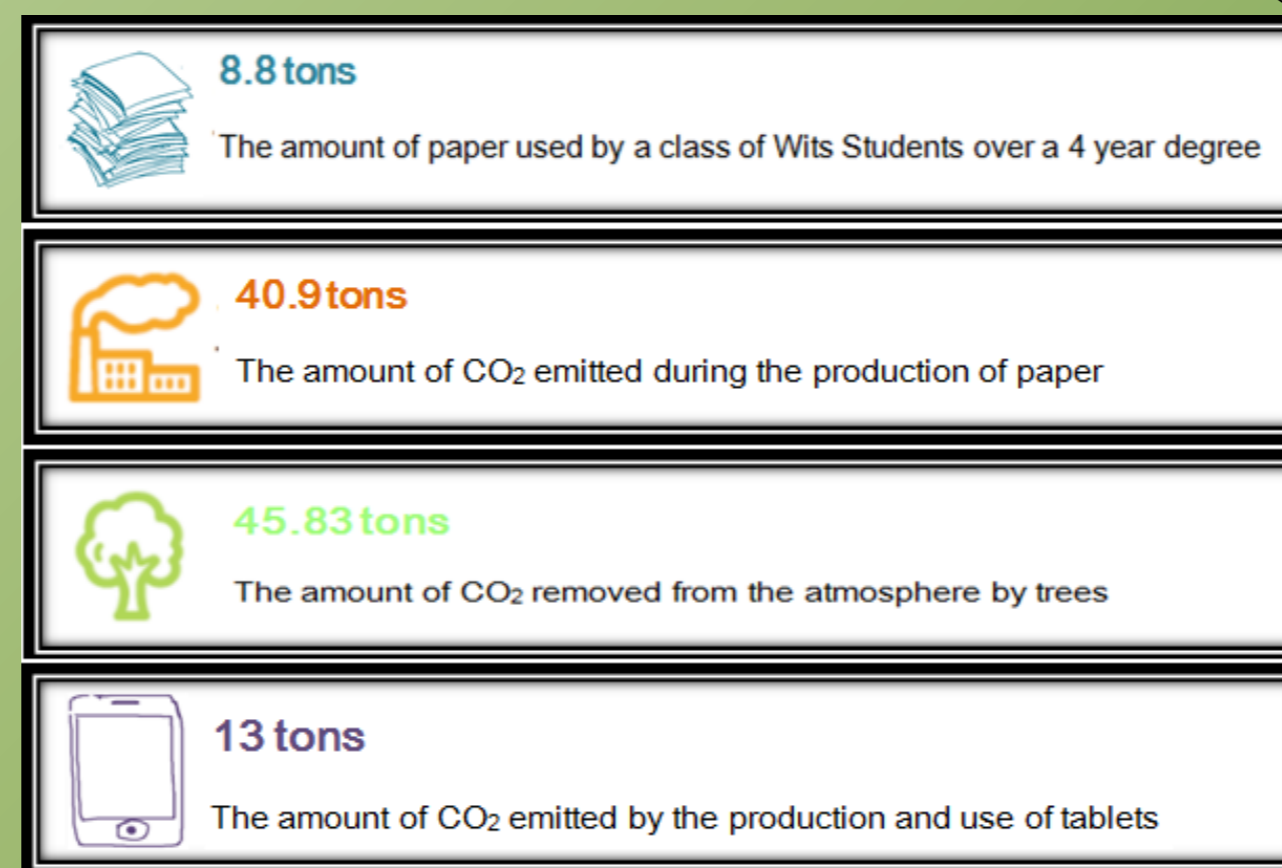 8.8 tons
The amount of paper used by a class of Wits Students over a 4 year degree
40.9 tons
The amount of CO₂ emitted during the production of paper
45.83 tons
The amount of CO₂ removed from the atmosphere by trees
13 tons
The amount of CO₂ emitted by the production and use of tablets